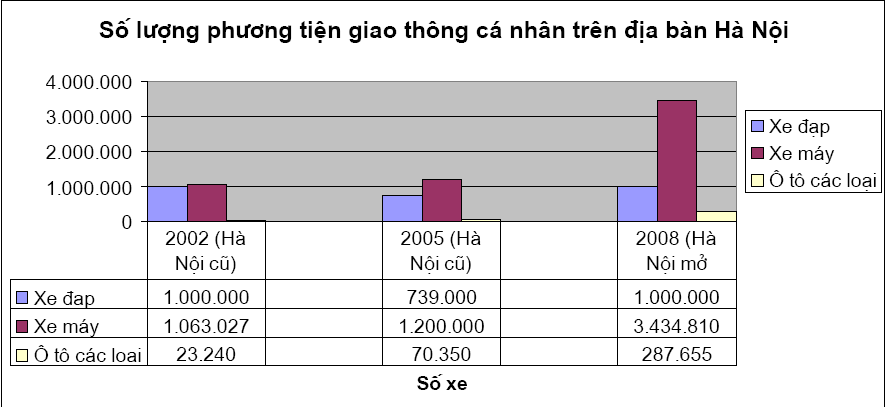 Số lượng phương tiện giao thông cá nhân trên địa bàn Hà Nội
4.000.000
3.000.000
2.000.000
1.000.000
0
Xe đạp
Xe máy
Ô tô các loại
2002 (Hà Nội cũ)
2005 (Hà Nội cũ)
2008 (Hà Nội mở
Xe đạp 1.000.000 739.000 1.000.000
Xe máy 1.063.027 1.200.000 3.434.810
Ô tô các loại 23.240 70.350 287.655
Số xe